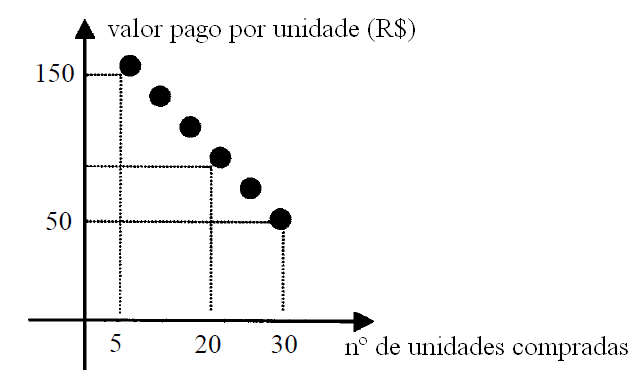 valor pago por unidade (R$)
150
50
5 20 30 nº de unidades compradas